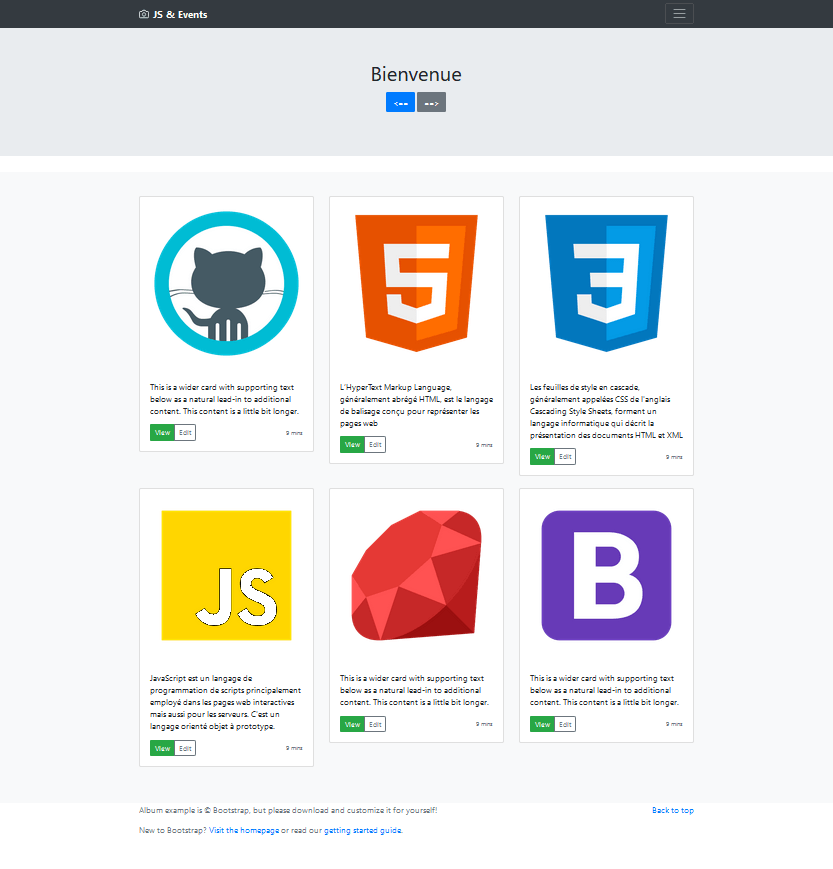 JS & Events
Bienvenue
<== ==>
5
3
This is a wider card with supporting text
below as a natural lead-in to additional
content. This content is a little bit longer.
View Edit 9 mins
L'HyperText Markup Language,
généralement abrégé HTML, est le langage
de balisage conçu pour représenter les
pages web
View Edit 9 mins
Les feuilles de style en cascade,
généralement appelées CSS de l'anglais
Cascading Style Sheets, forment un
langage informatique qui décrit la
présentation des documents HTML et XML
View Edit 9 mins
JS
B
JavaScript est un langage de
programmation de scripts principalement
employé dans les pages web interactives
mais aussi pour les serveurs. C'est un
langage orienté objet à prototype.
View Edit 9 mins
This is a wider card with supporting text
below as a natural lead-in to additional
content. This content is a little bit longer.
View Edit 9 mins
This is a wider card with supporting text
below as a natural lead-in to additional
content. This content is a little bit longer.
View Edit 9 mins
Album example is © Bootstrap, but please download and customize it for yourself! Back to top
New to Bootstrap? Visit the homepage or read our getting started guide.